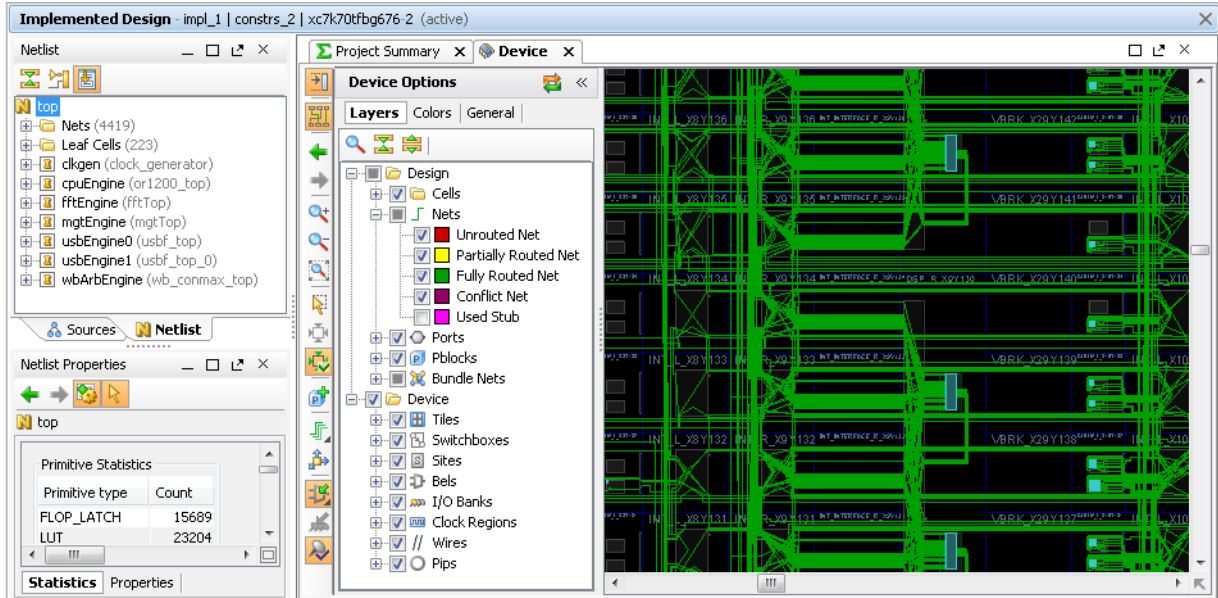 Implemented Design - impl_1 | constrs_2 | xc7k70tfbg676-2 (active)
Netlist
top
Nets (4419)
Leaf Cells (223)
clkgen (clock_generator)
cpuEngine (or1200_top)
fftEngine (fftTop)
mgtEngine (mgtTop)
usbEngine0 (usbf_top)
usbEngine1 (usbf_top_0)
wbArbEngine (wb_conmax_top)
Sources Netlist
Netlist Properties
top
Primitive Statistics
Primitive type Count
FLOP_LATCH 15689
LUT 23204
Statistics Properties
Project Summary Device
Device Options
Layers Colors General
Design
Cells
Nets
Unrouted Net
Partially Routed Net
Fully Routed Net
Conflict Net
Used Stub
Ports
Pblocks
Bundle Nets
Device
Tiles
Switchboxes
Sites
Bels
I/O Banks
Clock Regions
Wires
Pips
VBRK_X29Y142
VBRK_X29Y141
VBRK_X29Y140
VBRK_X29Y139
VBRK_X29Y138
VBRK_X29Y137